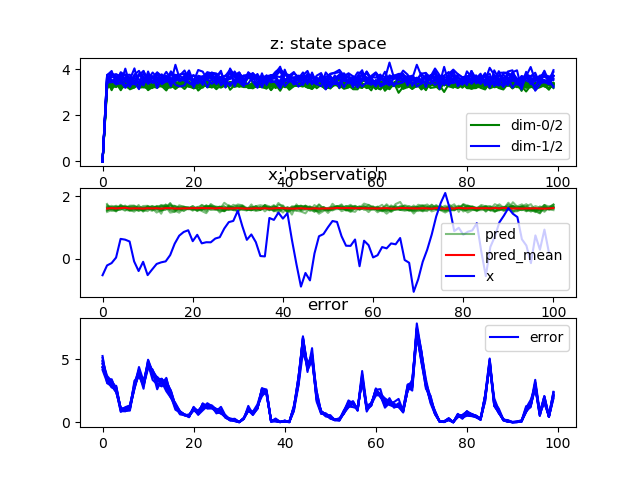 z: state space
4
2
0
dim-0/2
dim-1/2
0 20 40 60 80 100
x: observation
2
0
pred
pred_mean
x
0 20 40 60 80 100
error
5
0
error
0 20 40 60 80 100